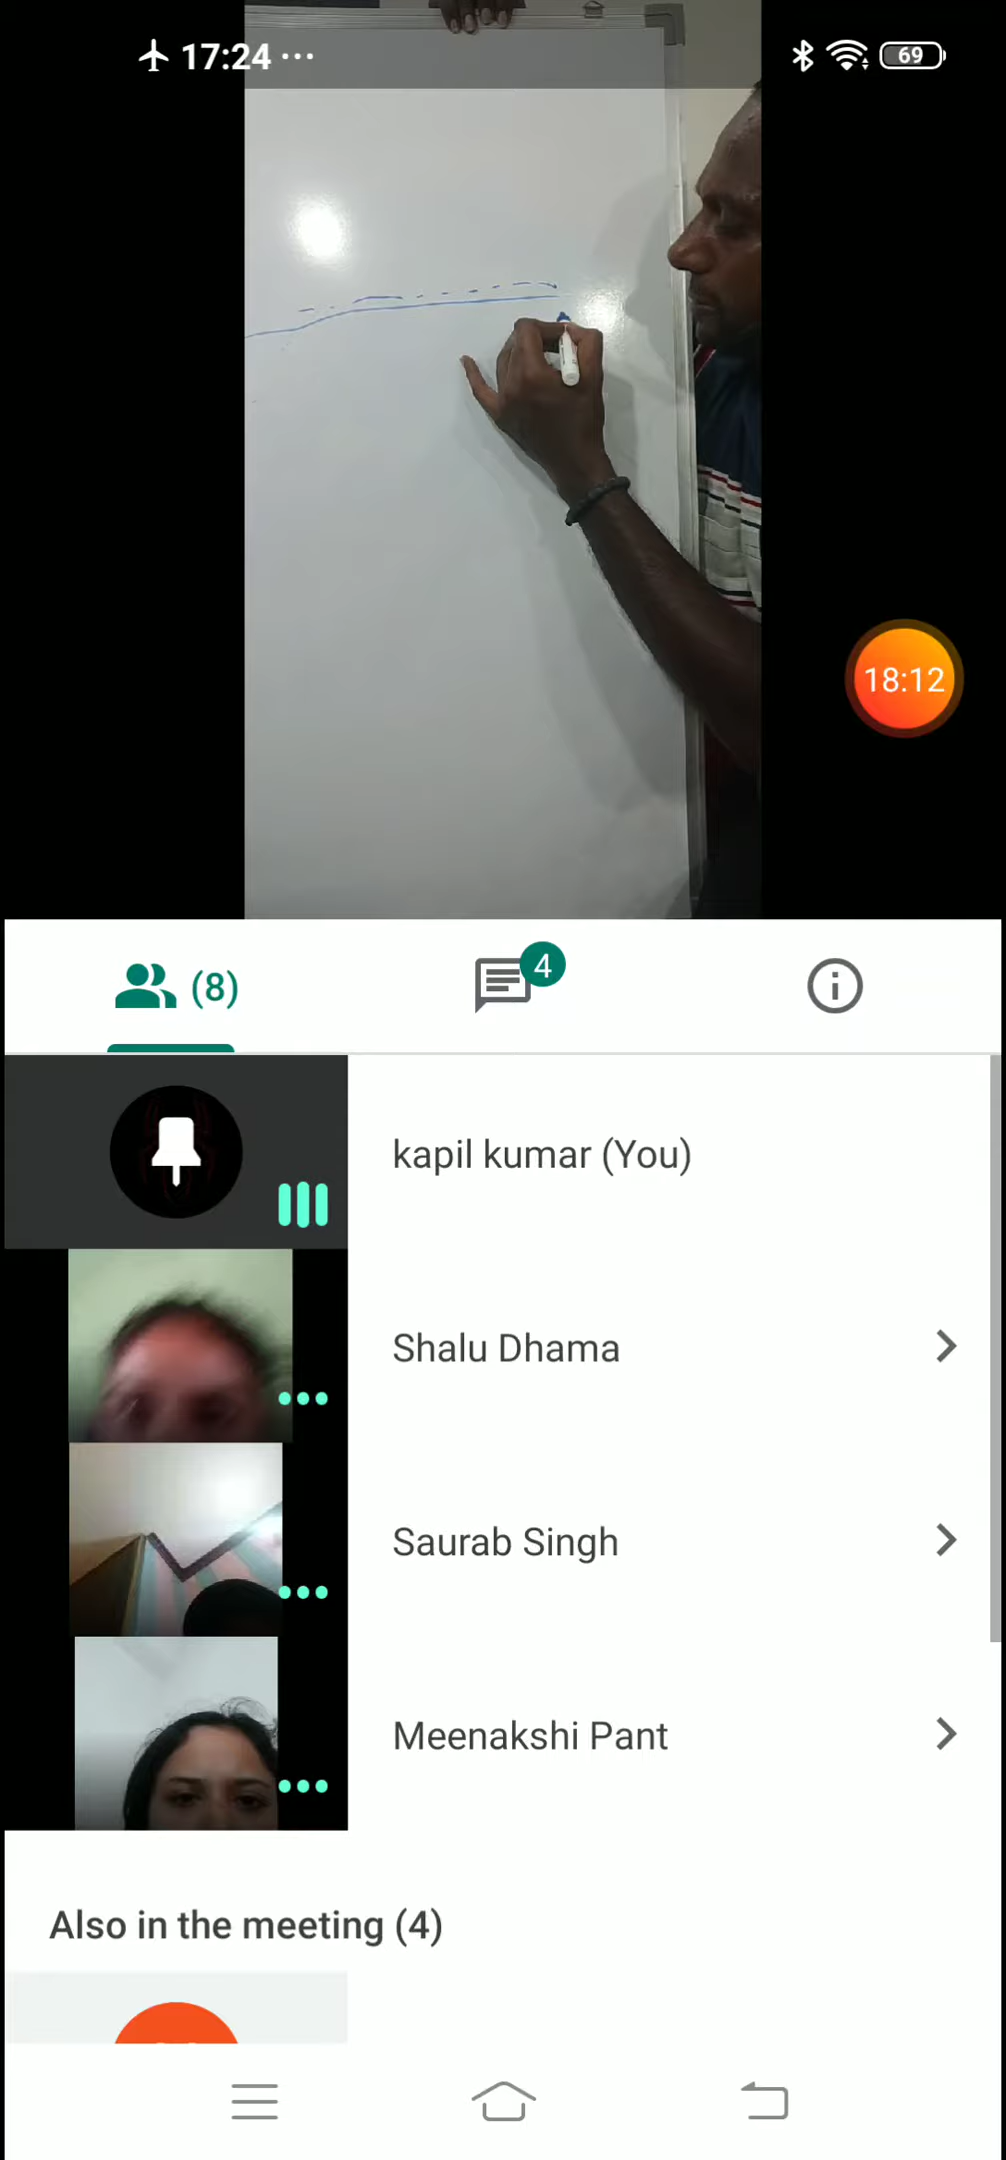 17:24 ...
69
18:12
(8)
4
kapil kumar (You)
Shalu Dhama
Saurab Singh
Meenakshi Pant
Also in the meeting (4)